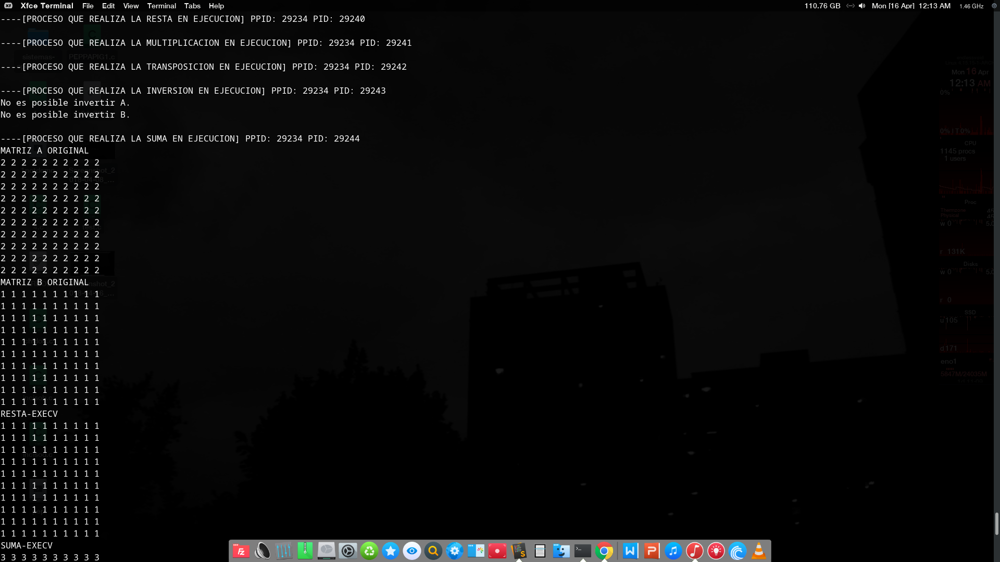 Xfce Terminal File Edit View Terminal Tabs Help 110.76 GB Mon [16 Apr] 12:13 AM 1.46 GHz
----[PROCESO QUE REALIZA LA RESTA EN EJECUCION] PPID: 29234 PID: 29240
----[PROCESO QUE REALIZA LA MULTIPLICACION EN EJECUCION] PPID: 29234 PID: 29241
----[PROCESO QUE REALIZA LA TRANSPOSICION EN EJECUCION] PPID: 29234 PID: 29242
----[PROCESO QUE REALIZA LA INVERSION EN EJECUCION] PPID: 29234 PID: 29243
No es posible invertir A.
No es posible invertir B.
----[PROCESO QUE REALIZA LA SUMA EN EJECUCION] PPID: 29234 PID: 29244
MATRIZ A ORIGINAL
2 2 2 2 2 2 2 2 2 2
2 2 2 2 2 2 2 2 2 2
2 2 2 2 2 2 2 2 2 2
2 2 2 2 2 2 2 2 2 2
2 2 2 2 2 2 2 2 2 2
2 2 2 2 2 2 2 2 2 2
2 2 2 2 2 2 2 2 2 2
2 2 2 2 2 2 2 2 2 2
2 2 2 2 2 2 2 2 2 2
2 2 2 2 2 2 2 2 2 2
MATRIZ B ORIGINAL
1 1 1 1 1 1 1 1 1 1
1 1 1 1 1 1 1 1 1 1
1 1 1 1 1 1 1 1 1 1
1 1 1 1 1 1 1 1 1 1
1 1 1 1 1 1 1 1 1 1
1 1 1 1 1 1 1 1 1 1
1 1 1 1 1 1 1 1 1 1
1 1 1 1 1 1 1 1 1 1
1 1 1 1 1 1 1 1 1 1
1 1 1 1 1 1 1 1 1 1
RESTA-EXECV
1 1 1 1 1 1 1 1 1 1
1 1 1 1 1 1 1 1 1 1
1 1 1 1 1 1 1 1 1 1
1 1 1 1 1 1 1 1 1 1
1 1 1 1 1 1 1 1 1 1
1 1 1 1 1 1 1 1 1 1
1 1 1 1 1 1 1 1 1 1
1 1 1 1 1 1 1 1 1 1
1 1 1 1 1 1 1 1 1 1
1 1 1 1 1 1 1 1 1 1
SUMA-EXECV
3 3 3 3 3 3 3 3 3 3
sistemas- PEPPAPIG1.c
Mon 16 Apr
12:13 AM
0%
0% | T 0%
CPU
1145 procs
1 users
Proc
Thermzone 45
Physical 45
w 0 5.0
r 131K
Disks
w 0 5.0
r 0
SSD
u 105
d 171
eno1
5847M/24035M